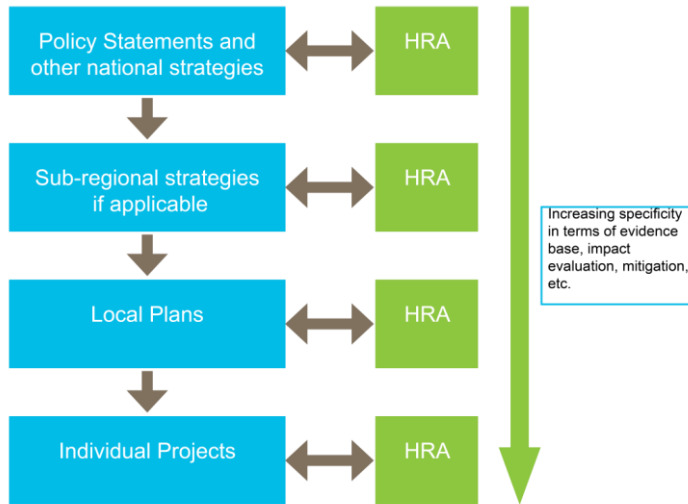 Policy Statements and
other national strategies
HRA
Sub-regional strategies
if applicable
HRA
Increasing specificity
in terms of evidence
base, impact
evaluation, mitigation,
etc.
Local Plans
HRA
Individual Projects
HRA